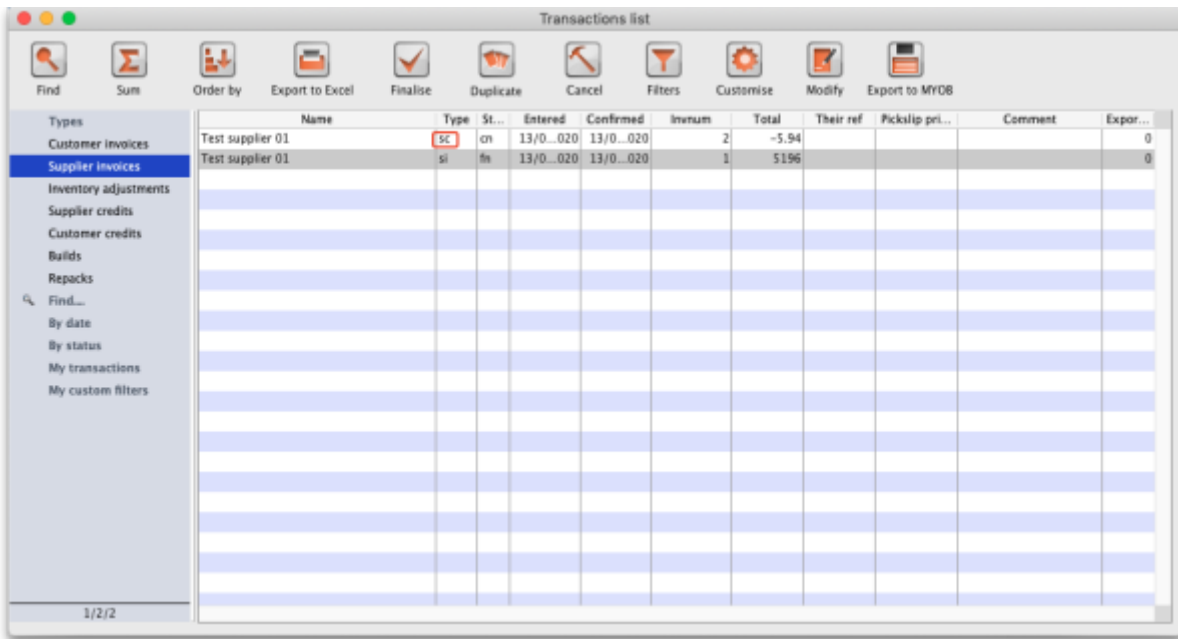 Transactions list
Find Sum Order by Export to Excel Finalise Duplicate Cancel Filters Customise Modify Export to MYOB
Types
Customer invoices
Supplier invoices
Inventory adjustments
Supplier credits
Customer credits
Builds
Repacks
Find...
By date
By status
My transactions
My custom filters
1/2/2
Name Type St... Entered Confirmed Invnum Total Their ref Pickslip pri... Comment Expor...
Test supplier 01 sc cn 13/0...020 13/0...020 2 -5.94 0
Test supplier 01 si fn 13/0...020 13/0...020 1 5196 0